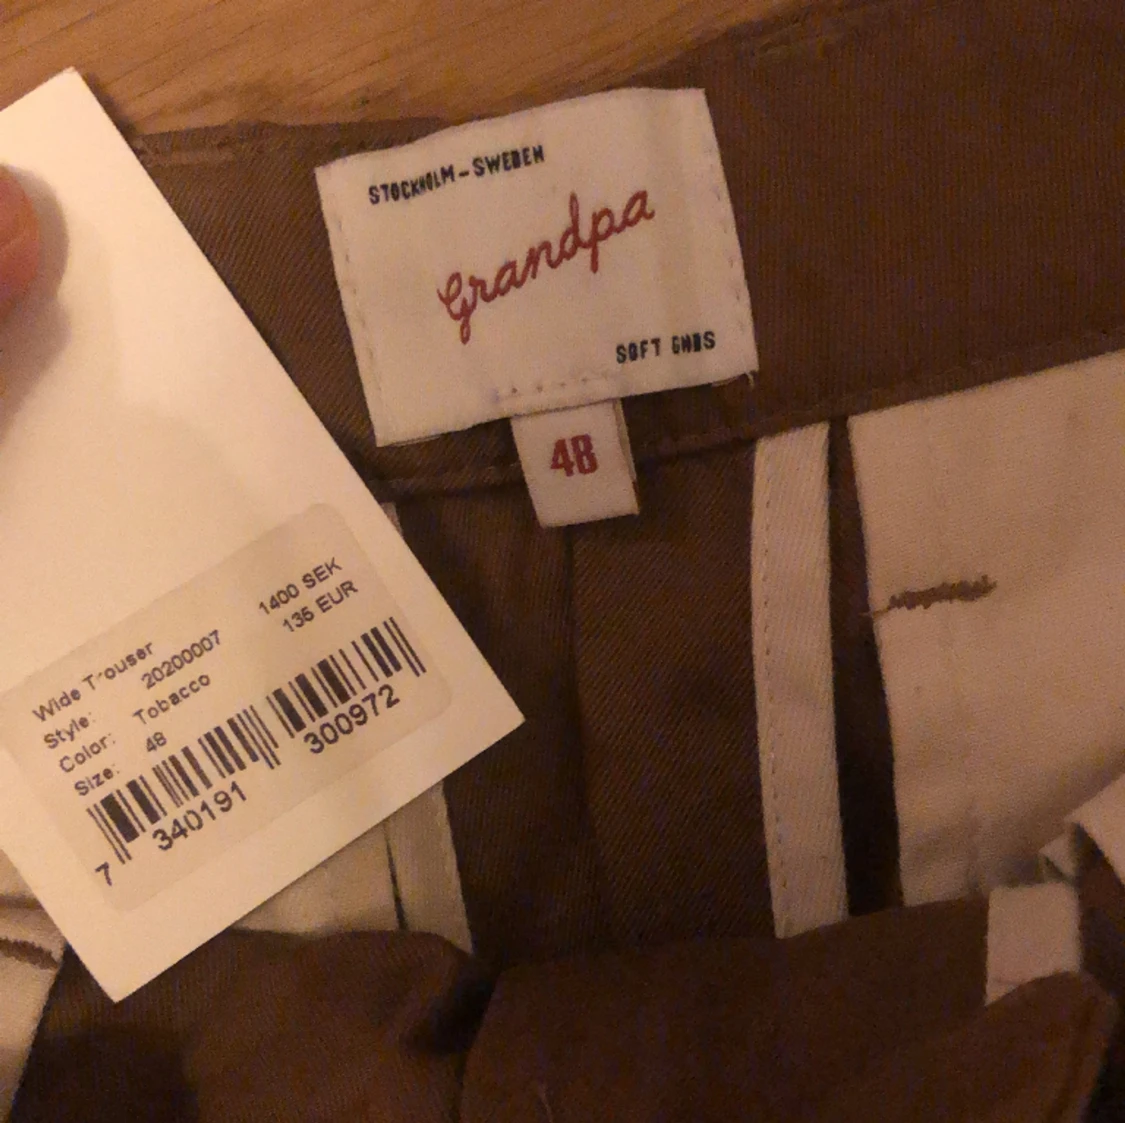 STOCKHOLM-SWEDEN
Grandpa
SOFT GNDS
48
1400 SEK
135 EUR
Wide Trouser
Style: 20200007
Color: Tobacco
Size: 48
7 340191 300972